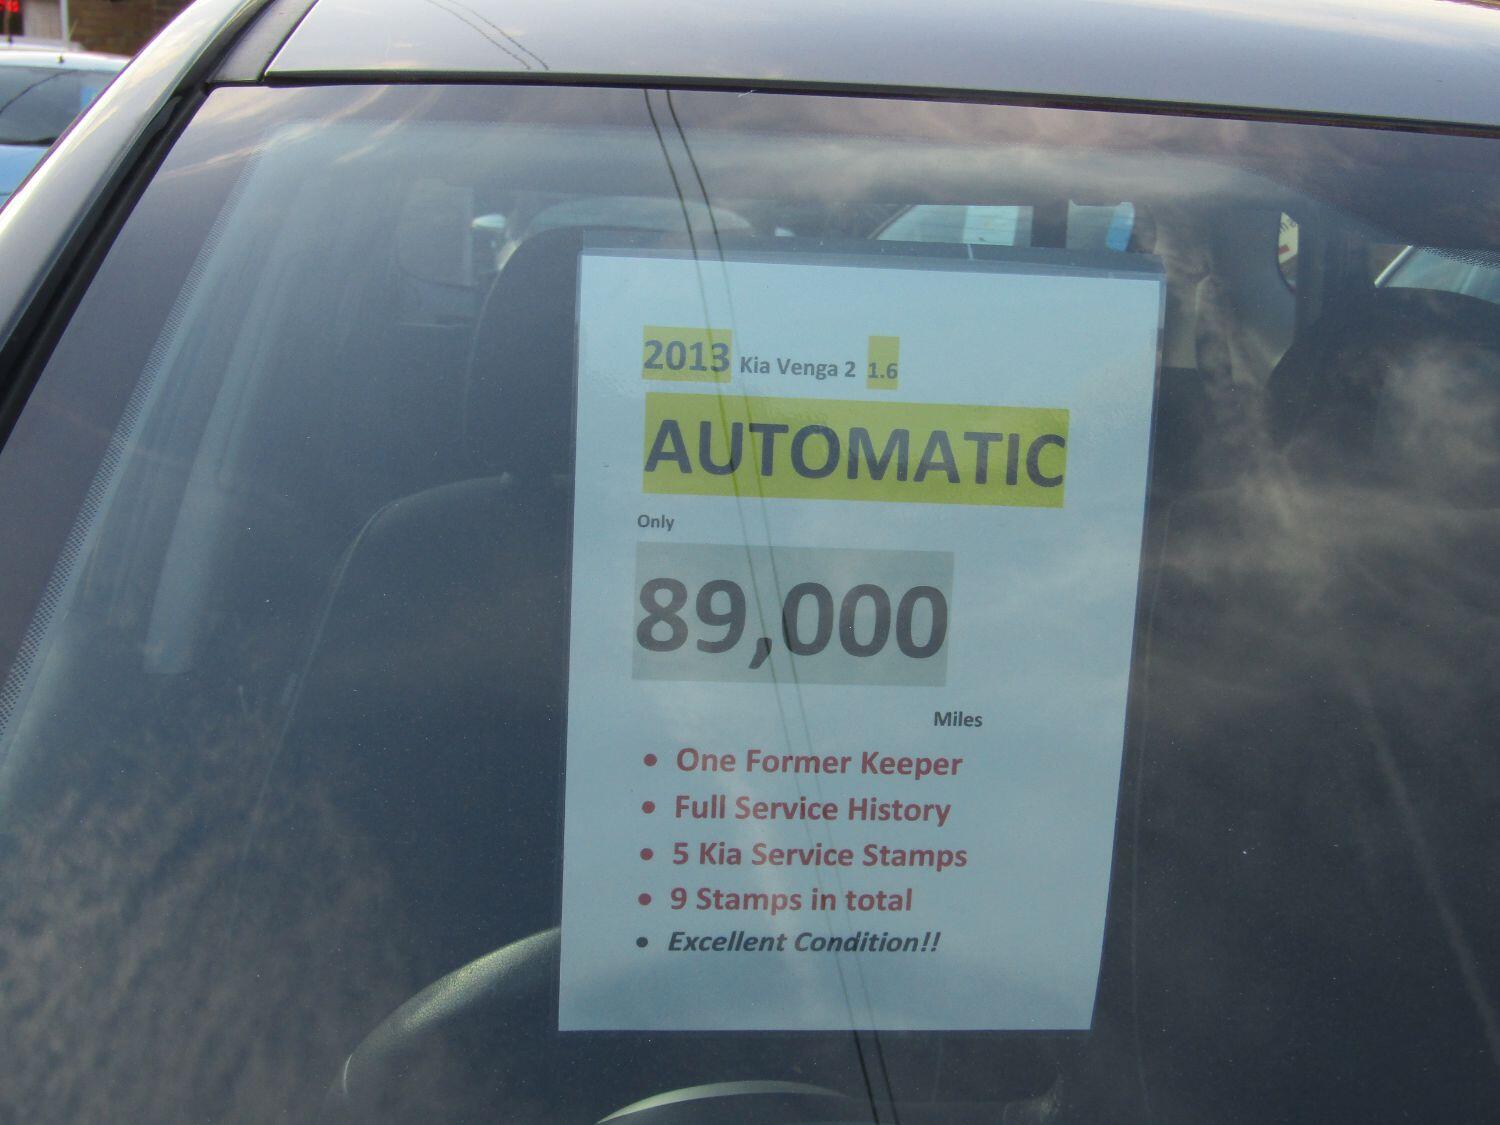 2013 Kia Venga 2 1.6
AUTOMATIC
Only
89,000
Miles
• One Former Keeper
• Full Service History
• 5 Kia Service Stamps
• 9 Stamps in total
• Excellent Condition!!